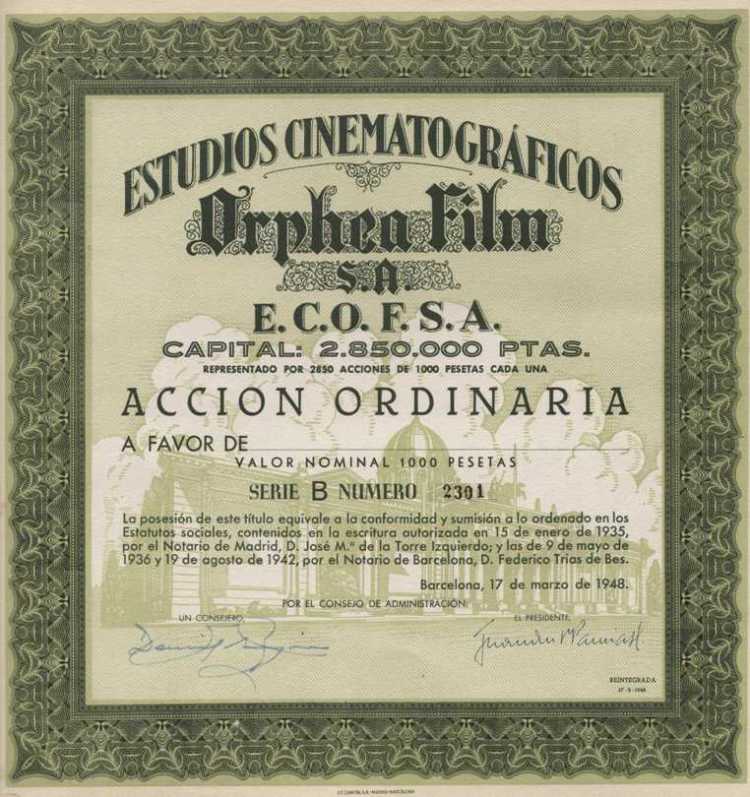 ESTUDIOS CINEMATOGRÁFICOS
Orphea Film
S.A.
E.C.O.F.S.A.
CAPITAL: 2.850.000 PTAS.
REPRESENTADO POR 2850 ACCIONES DE 1000 PESETAS CADA UNA
ACCION ORDINARIA
A FAVOR DE
VALOR NOMINAL 1000 PESETAS
SERIE B NUMERO 2301
La posesión de este título equivale a la conformidad y sumisión a lo ordenado en los
Estatutos sociales, contenidos en la escritura autorizada en 15 de enero de 1935,
por el Notario de Madrid, D. José M.ª de la Torre Izquierdo; y las de 9 de mayo de
1936 y 19 de agosto de 1942, por el Notario de Barcelona, D. Federico Trias de Bes.
Barcelona, 17 de marzo de 1948.
POR EL CONSEJO DE ADMINISTRACIÓN:
UN CONSEJERO,
EL PRESIDENTE,
REINTEGRADA